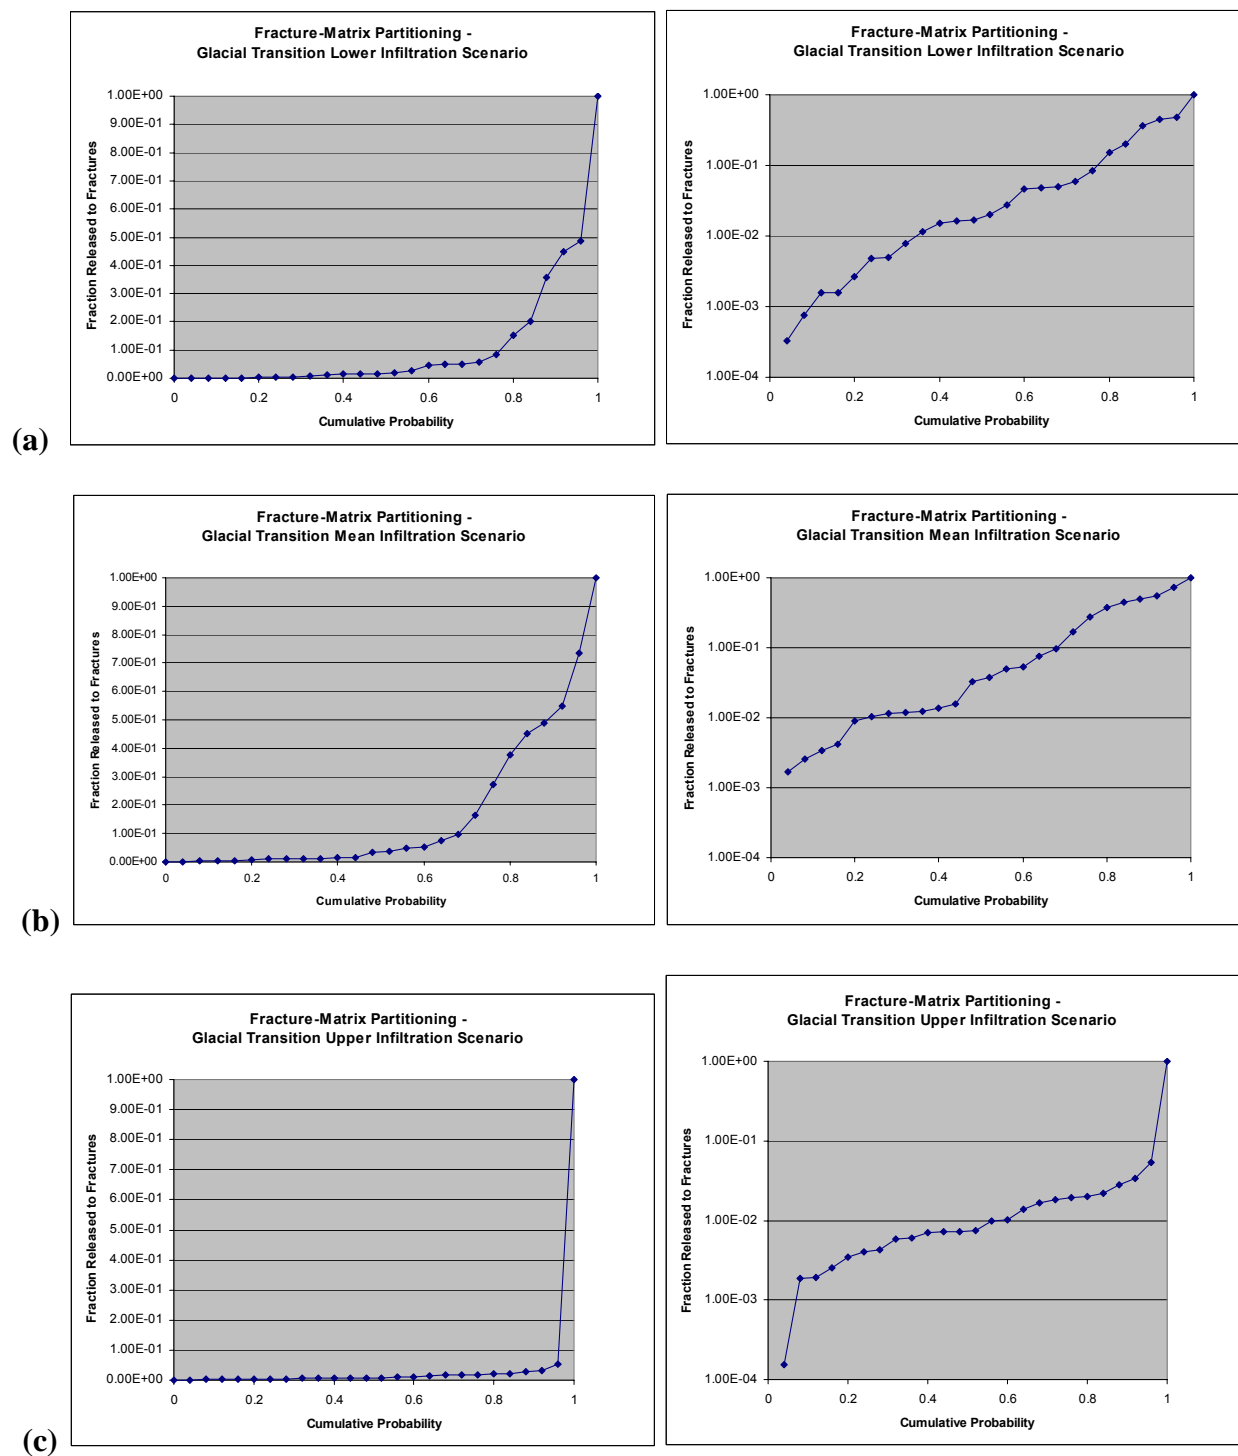 Fracture-Matrix Partitioning -
Glacial Transition Lower Infiltration Scenario
1.00E+00
9.00E-01
8.00E-01
7.00E-01
6.00E-01
5.00E-01
4.00E-01
3.00E-01
2.00E-01
1.00E-01
0.00E+00
Fraction Released to Fractures
0 0.2 0.4 0.6 0.8 1
Cumulative Probability
Fracture-Matrix Partitioning -
Glacial Transition Lower Infiltration Scenario
1.00E+00
1.00E-01
1.00E-02
1.00E-03
1.00E-04
Fraction Released to Fractures
0 0.2 0.4 0.6 0.8 1
Cumulative Probability
(a)
Fracture-Matrix Partitioning -
Glacial Transition Mean Infiltration Scenario
1.00E+00
9.00E-01
8.00E-01
7.00E-01
6.00E-01
5.00E-01
4.00E-01
3.00E-01
2.00E-01
1.00E-01
0.00E+00
Fraction Released to Fractures
0 0.2 0.4 0.6 0.8 1
Cumulative Probability
Fracture-Matrix Partitioning -
Glacial Transition Mean Infiltration Scenario
1.00E+00
1.00E-01
1.00E-02
1.00E-03
1.00E-04
Fraction Released to Fractures
0 0.2 0.4 0.6 0.8 1
Cumulative Probability
(b)
Fracture-Matrix Partitioning -
Glacial Transition Upper Infiltration Scenario
1.00E+00
9.00E-01
8.00E-01
7.00E-01
6.00E-01
5.00E-01
4.00E-01
3.00E-01
2.00E-01
1.00E-01
0.00E+00
Fraction Released to Fractures
0 0.2 0.4 0.6 0.8 1
Cumulative Probability
Fracture-Matrix Partitioning -
Glacial Transition Upper Infiltration Scenario
1.00E+00
1.00E-01
1.00E-02
1.00E-03
1.00E-04
Fraction Released to Fractures
0 0.2 0.4 0.6 0.8 1
Cumulative Probability
(c)